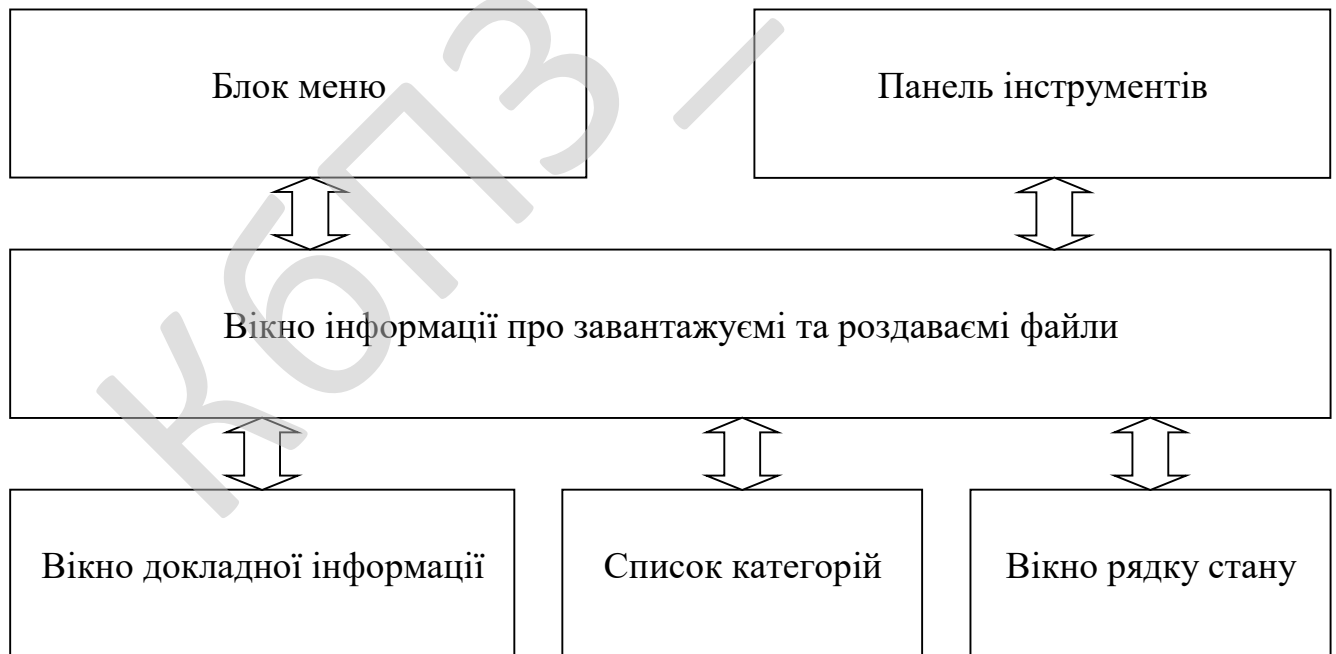 Блок меню
Панель інструментів
Вікно інформації про завантажуємі та роздаваємі файли
Вікно докладної інформації
Список категорій
Вікно рядку стану
КбПЗ –